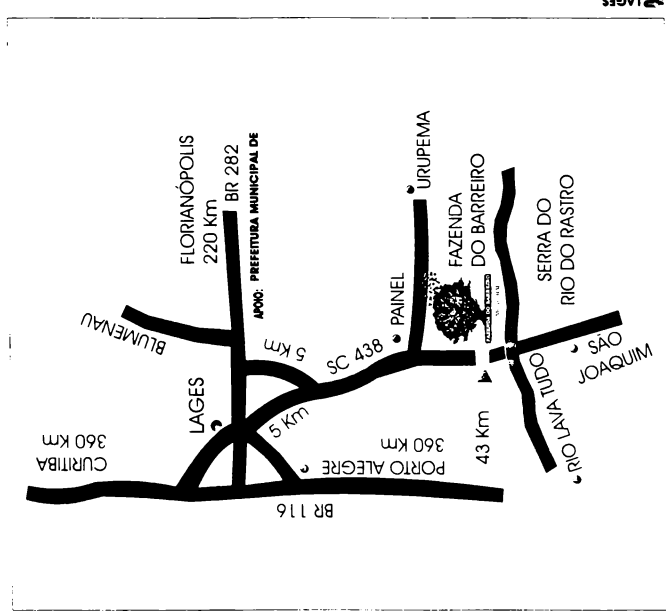 LAGES
FLORIANÓPOLIS
220 Km
BR 282
APOIO: PREFEITURA MUNICIPAL DE
BLUMENAU
URUPEMA
FAZENDA
DO BARREIRO
SERRA DO
RIO DO RASTRO
PAINEL
5 Km
SC 438
LAGES
5 Km
CURITIBA
360 Km
PORTO ALEGRE
360 Km
43 Km
RIO LAVA TUDO
SÃO
JOAQUIM
BR 116